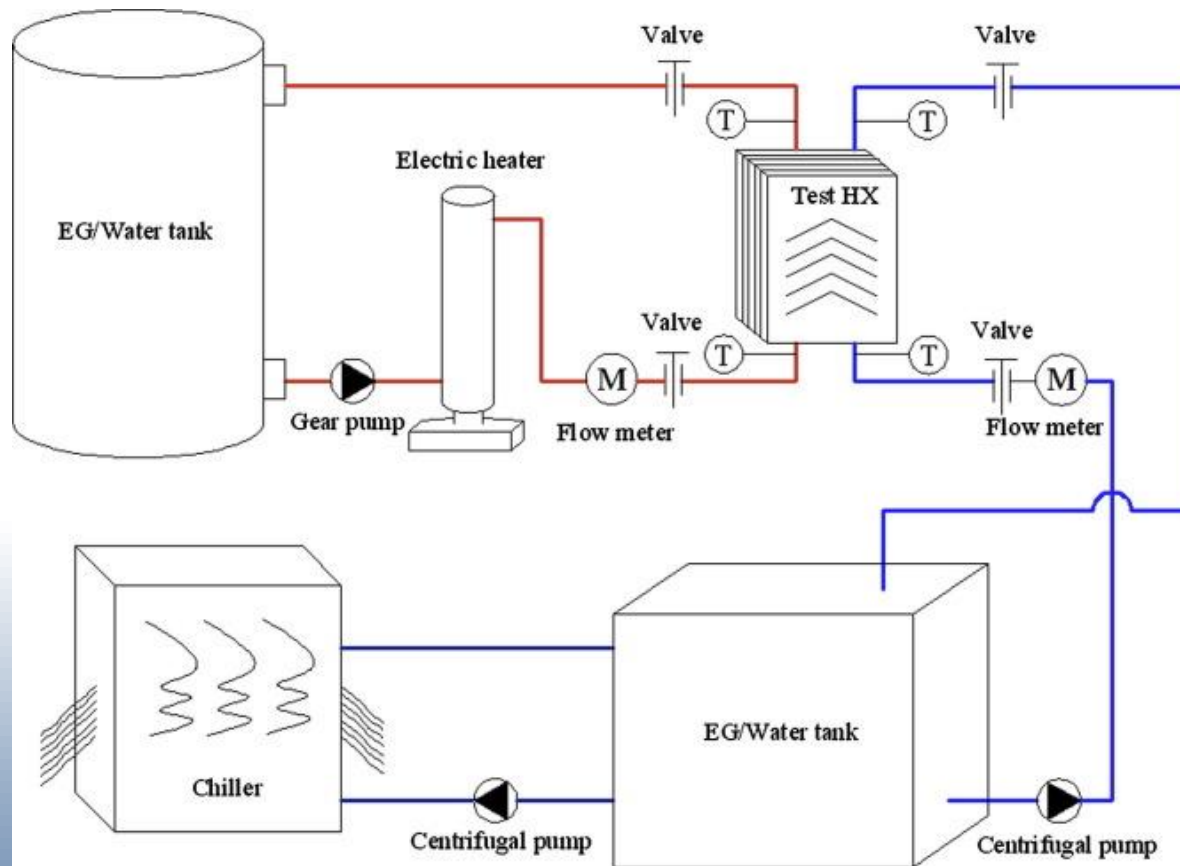 Valve
Valve
T
T
Electric heater
Test HX
EG/Water tank
Valve
Valve
T
T
M
M
Gear pump
Flow meter
Flow meter
EG/Water tank
Chiller
Centrifugal pump
Centrifugal pump